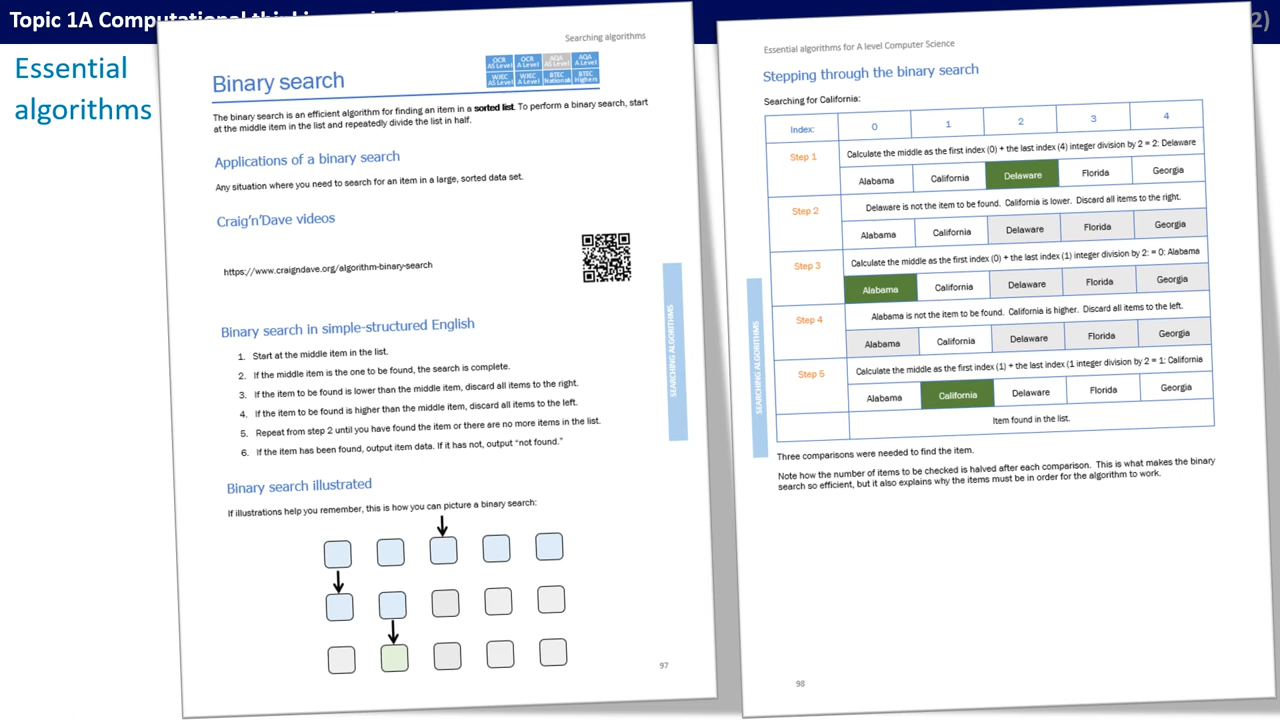 Topic 1A Computational
2)
Essential
algorithms
Searching algorithms
Binary search
OCR AS Level OCR A Level AQA AS Level AQA A Level
WJEC AS Level WJEC A Level BTEC Nationals BTEC Highers
The binary search is an efficient algorithm for finding an item in a sorted list. To perform a binary search, start
at the middle item in the list and repeatedly divide the list in half.
Applications of a binary search
Any situation where you need to search for an item in a large, sorted data set.
Craig'n'Dave videos
https://www.craigndave.org/algorithm-binary-search
Binary search in simple-structured English
1. Start at the middle item in the list.
2. If the middle item is the one to be found, the search is complete.
3. If the item to be found is lower than the middle item, discard all items to the right.
4. If the item to be found is higher than the middle item, discard all items to the left.
5. Repeat from step 2 until you have found the item or there are no more items in the list.
6. If the item has been found, output item data. If it has not, output "not found."
Binary search illustrated
If illustrations help you remember, this is how you can picture a binary search:
SEARCHING ALGORITHMS
97
Essential algorithms for A level Computer Science
Stepping through the binary search
Searching for California:
Index: 0 1 2 3 4
Step 1 Calculate the middle as the first index (0) + the last index (4) integer division by 2 = 2: Delaware
Alabama California Delaware Florida Georgia
Step 2 Delaware is not the item to be found. California is lower. Discard all items to the right.
Alabama California Delaware Florida Georgia
Step 3 Calculate the middle as the first index (0) + the last index (1) integer division by 2: = 0: Alabama
Alabama California Delaware Florida Georgia
Step 4 Alabama is not the item to be found. California is higher. Discard all items to the left.
Alabama California Delaware Florida Georgia
Step 5 Calculate the middle as the first index (1) + the last index (1 integer division by 2 = 1: California
Alabama California Delaware Florida Georgia
Item found in the list.
Three comparisons were needed to find the item.
Note how the number of items to be checked is halved after each comparison. This is what makes the binary
search so efficient, but it also explains why the items must be in order for the algorithm to work.
SEARCHING ALGORITHMS
98